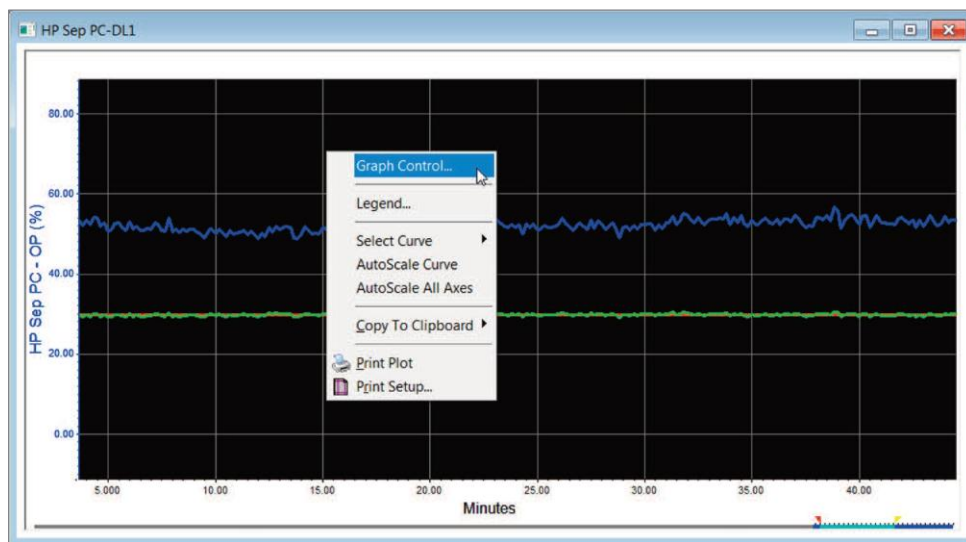 HP Sep PC-DL1
80.00
60.00
40.00
20.00
0.00
HP Sep PC - OP (%)
Graph Control...
Legend...
Select Curve
AutoScale Curve
AutoScale All Axes
Copy To Clipboard
Print Plot
Print Setup...
5.000 10.00 15.00 20.00 25.00 30.00 35.00 40.00
Minutes